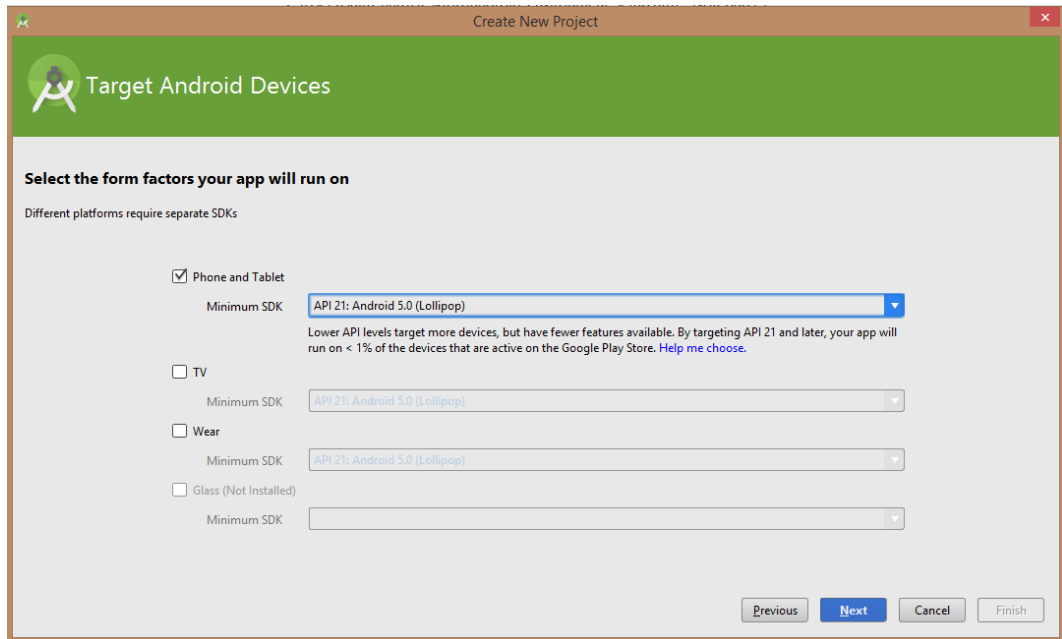 Create New Project
Target Android Devices
Select the form factors your app will run on
Different platforms require separate SDKs
Phone and Tablet
Minimum SDK
API 21: Android 5.0 (Lollipop)
Lower API levels target more devices, but have fewer features available. By targeting API 21 and later, your app will
run on < 1% of the devices that are active on the Google Play Store. Help me choose.
TV
Minimum SDK
API 21: Android 5.0 (Lollipop)
Wear
Minimum SDK
API 21: Android 5.0 (Lollipop)
Glass (Not Installed)
Minimum SDK
Previous
Next
Cancel
Finish